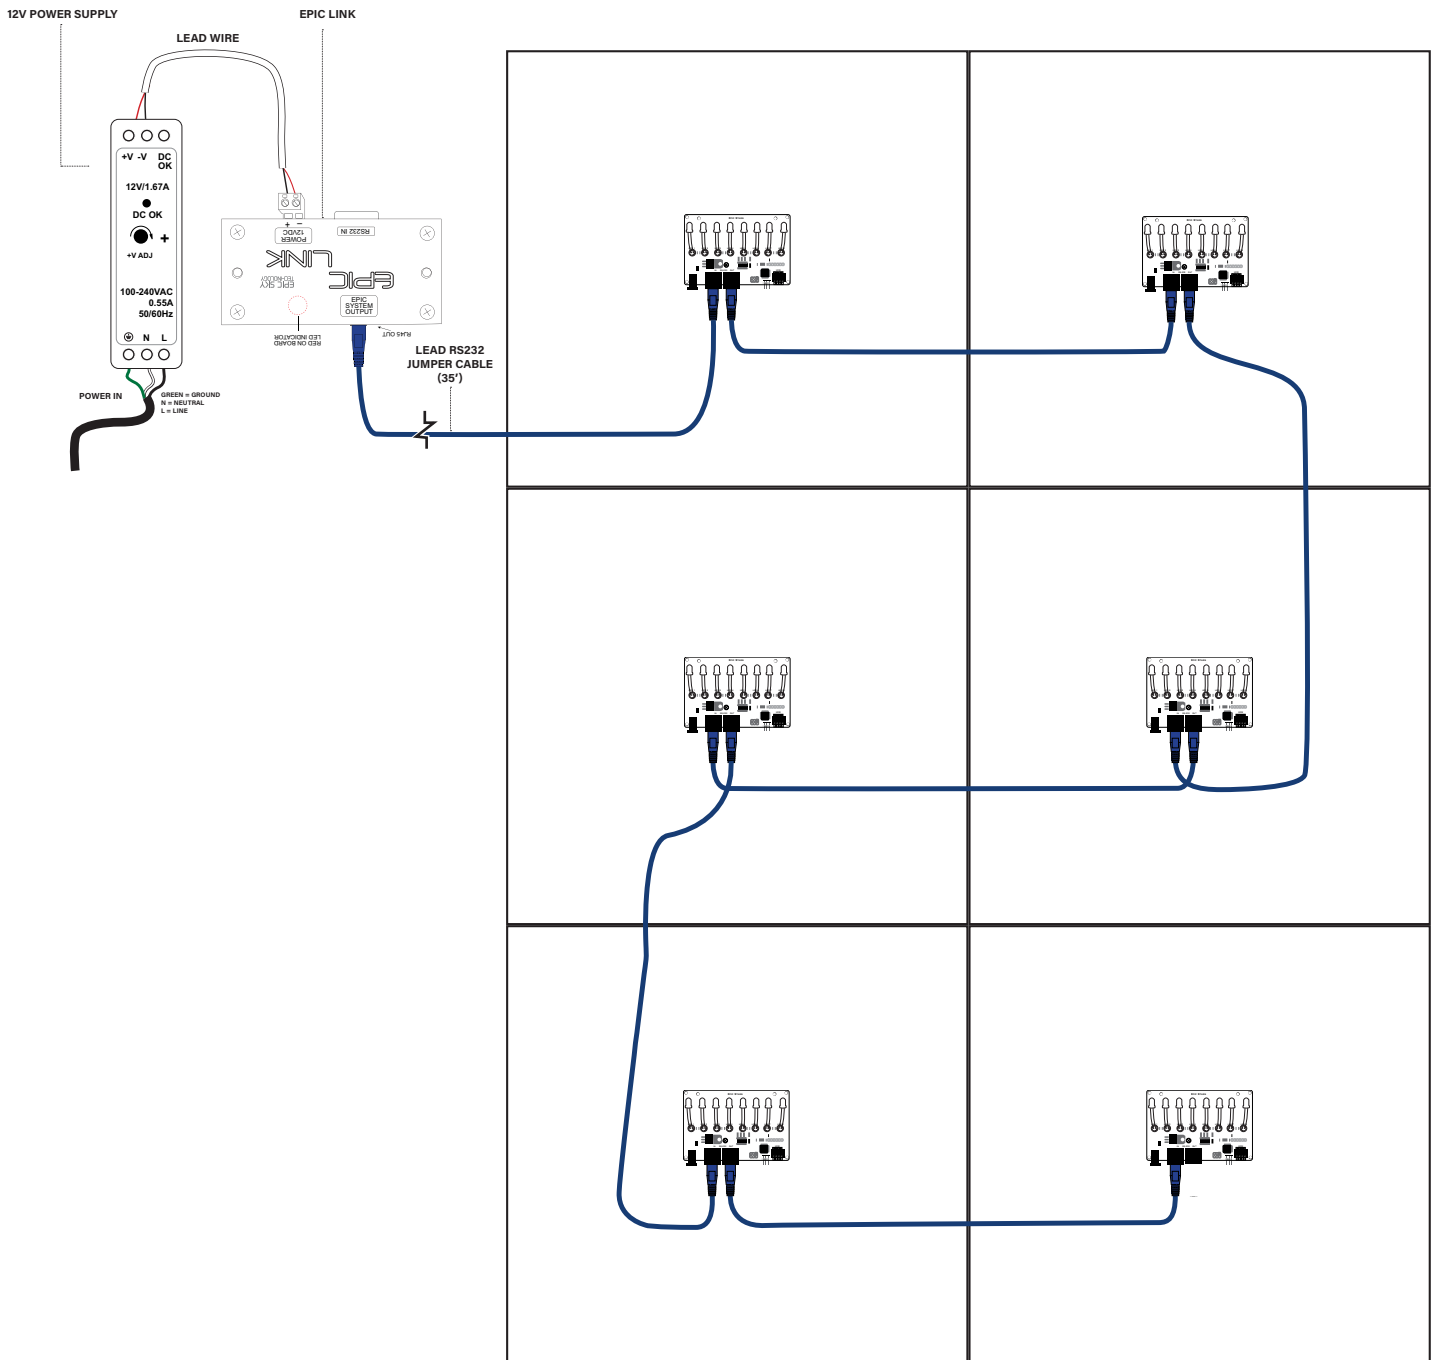 12V POWER SUPPLY
EPIC LINK
LEAD WIRE
+V -V DC
OK
12V/1.67A
DC OK
+
+V ADJ
100-240VAC
0.55A
50/60Hz
N L
POWER IN
GREEN = GROUND
N = NEUTRAL
L = LINE
+ −
POWER
12VDC
RS232 IN
EPIC
LINK
EPIC SKY
TECHNOLOGY
EPIC
SYSTEM
OUTPUT
RJ45 OUT
RED ON BOARD
LED INDICATOR
LEAD RS232
JUMPER CABLE
(35')